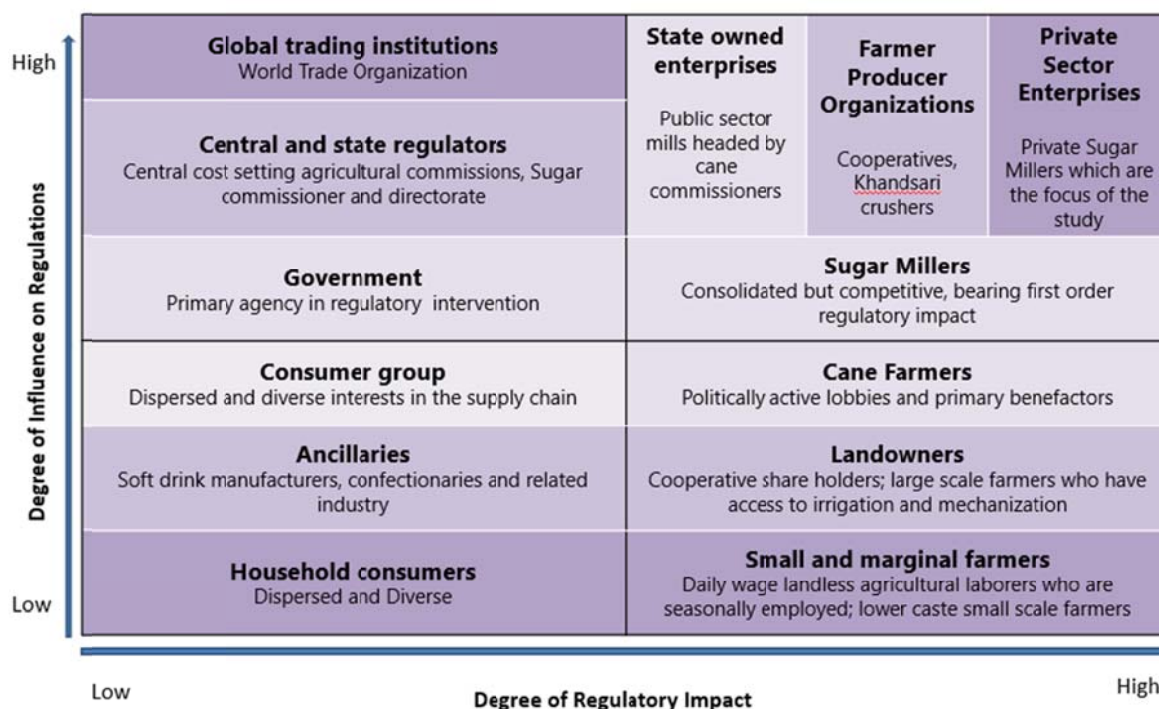 High
Degree of Influence on Regulations
Low
Global trading institutions
World Trade Organization
Central and state regulators
Central cost setting agricultural commissions, Sugar
commissioner and directorate
Government
Primary agency in regulatory intervention
State owned
enterprises
Public sector
mills headed by
cane
commissioners
Farmer
Producer
Organizations
Cooperatives,
Khandsari
crushers
Private
Sector
Enterprises
Private Sugar
Millers which are
the focus of the
study
Sugar Millers
Consolidated but competitive, bearing first order
regulatory impact
Consumer group
Dispersed and diverse interests in the supply chain
Ancillaries
Soft drink manufacturers, confectionaries and related
industry
Household consumers
Dispersed and Diverse
Cane Farmers
Politically active lobbies and primary benefactors
Landowners
Cooperative share holders; large scale farmers who have
access to irrigation and mechanization
Small and marginal farmers
Daily wage landless agricultural laborers who are
seasonally employed; lower caste small scale farmers
Low
Degree of Regulatory Impact
High